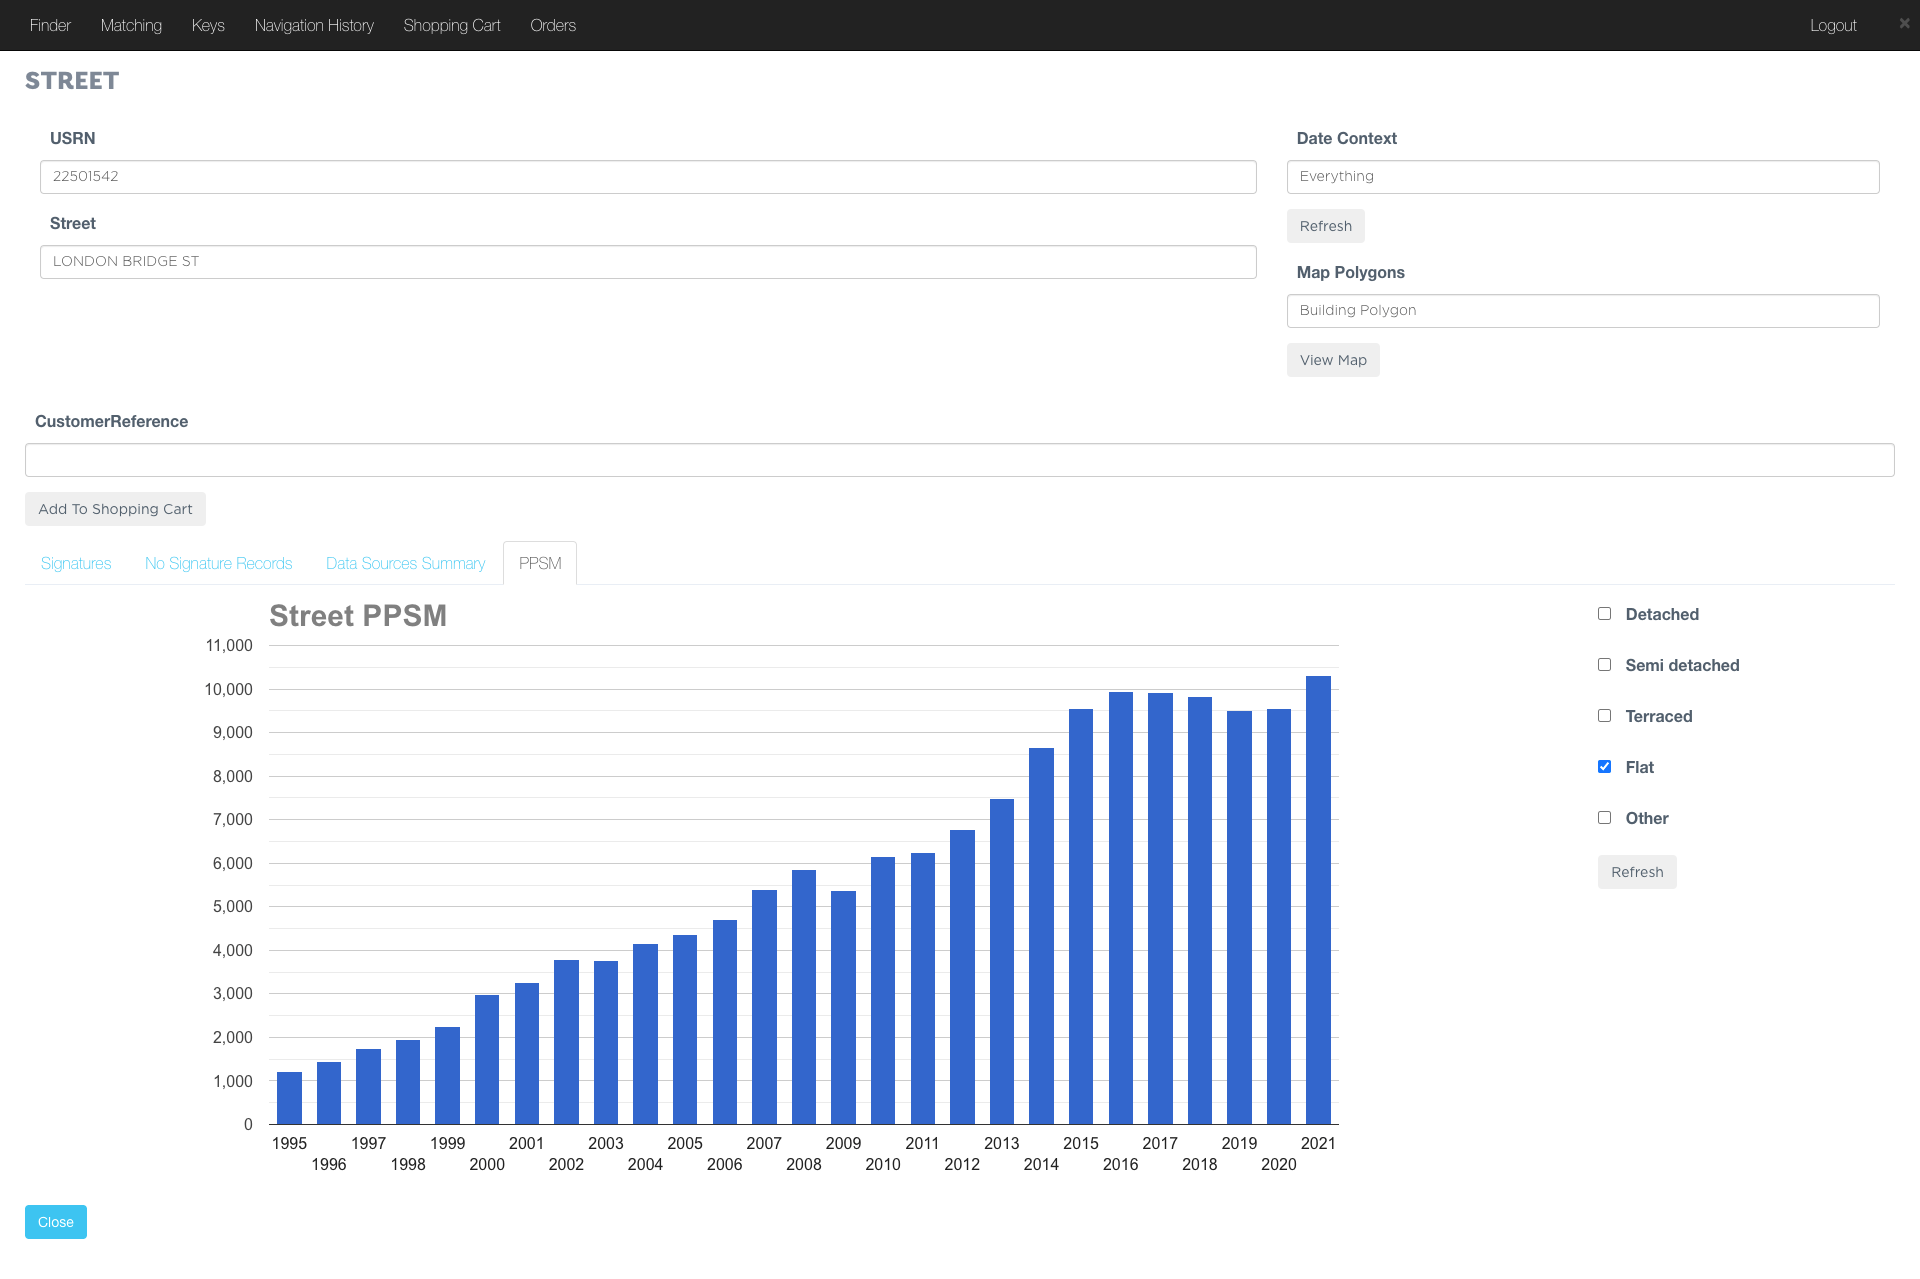 Finder Matching Keys Navigation History Shopping Cart Orders Logout ×
STREET
USRN
22501542
Street
LONDON BRIDGE ST
Date Context
Everything
Refresh
Map Polygons
Building Polygon
View Map
CustomerReference
Add To Shopping Cart
Signatures No Signature Records Data Sources Summary PPSM
Street PPSM
11,000
10,000
9,000
8,000
7,000
6,000
5,000
4,000
3,000
2,000
1,000
0
1995 1997 1999 2001 2003 2005 2007 2009 2011 2013 2015 2017 2019 2021
1996 1998 2000 2002 2004 2006 2008 2010 2012 2014 2016 2018 2020
Detached
Semi detached
Terraced
Flat
Other
Refresh
Close